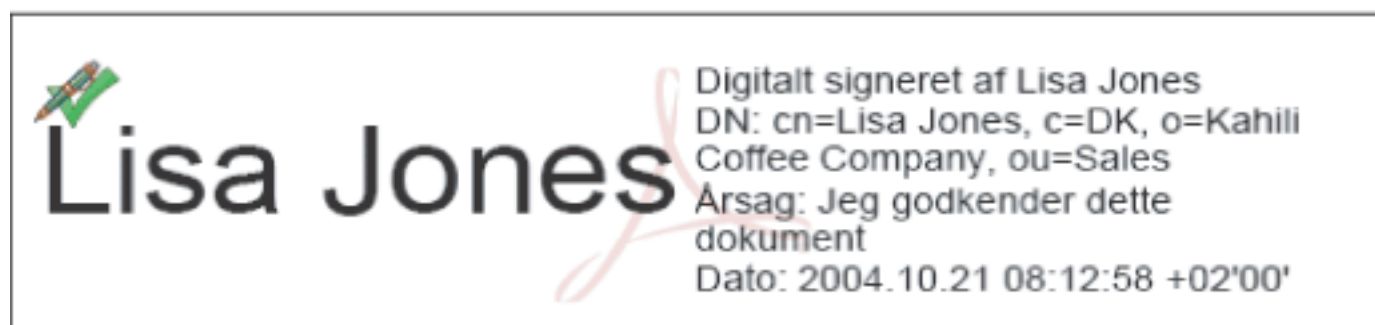 Lisa Jones
Digitalt signeret af Lisa Jones
DN: cn=Lisa Jones, c=DK, o=Kahili
Coffee Company, ou=Sales
Årsag: Jeg godkender dette
dokument
Dato: 2004.10.21 08:12:58 +02'00'